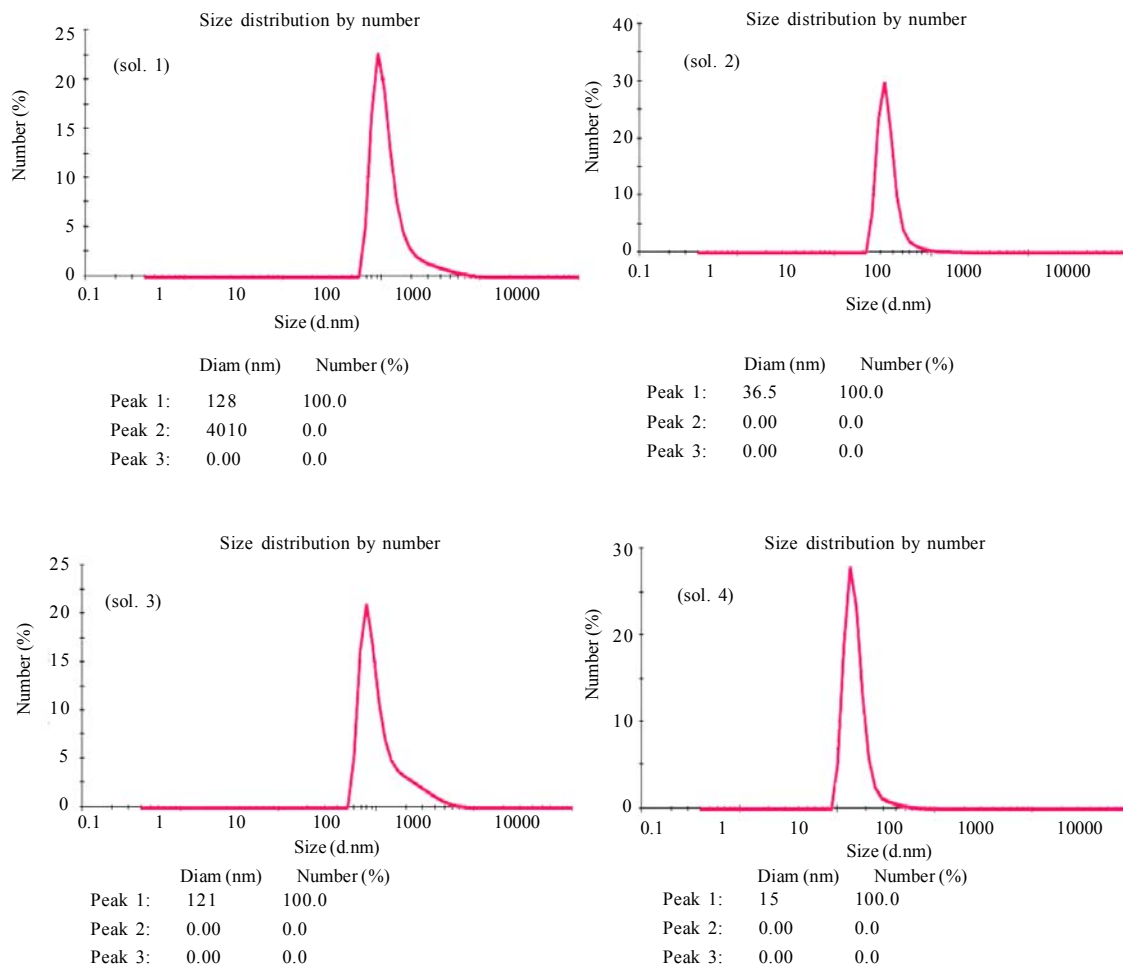 Size distribution by number
(sol. 1)
25
20
15
10
5
0
Number (%)
0.1 1 10 100 1000 10000
Size (d.nm)
Diam (nm) Number (%)
Peak 1: 128 100.0
Peak 2: 4010 0.0
Peak 3: 0.00 0.0
Size distribution by number
(sol. 2)
40
30
20
10
0
Number (%)
0.1 1 10 100 1000 10000
Size (d.nm)
Diam (nm) Number (%)
Peak 1: 36.5 100.0
Peak 2: 0.00 0.0
Peak 3: 0.00 0.0
Size distribution by number
(sol. 3)
25
20
15
10
5
0
Number (%)
0.1 1 10 100 1000 10000
Size (d.nm)
Diam (nm) Number (%)
Peak 1: 121 100.0
Peak 2: 0.00 0.0
Peak 3: 0.00 0.0
Size distribution by number
(sol. 4)
30
20
10
0
Number (%)
0.1 1 10 100 1000 10000
Size (d.nm)
Diam (nm) Number (%)
Peak 1: 15 100.0
Peak 2: 0.00 0.0
Peak 3: 0.00 0.0